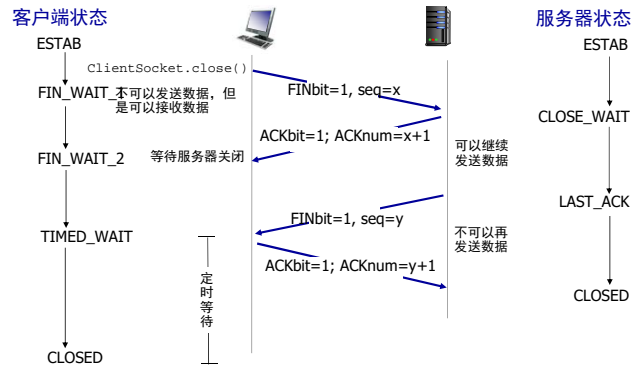 客户端状态
服务器状态
ESTAB
ESTAB
ClientSocket.close()
FIN_WAIT_1
不可以发送数据，但
是可以接收数据
FINbit=1, seq=x
CLOSE_WAIT
ACKbit=1; ACKnum=x+1
可以继续
发送数据
FIN_WAIT_2
等待服务器关闭
LAST_ACK
FINbit=1, seq=y
TIMED_WAIT
不可以再
发送数据
ACKbit=1; ACKnum=y+1
定时等待
CLOSED
CLOSED